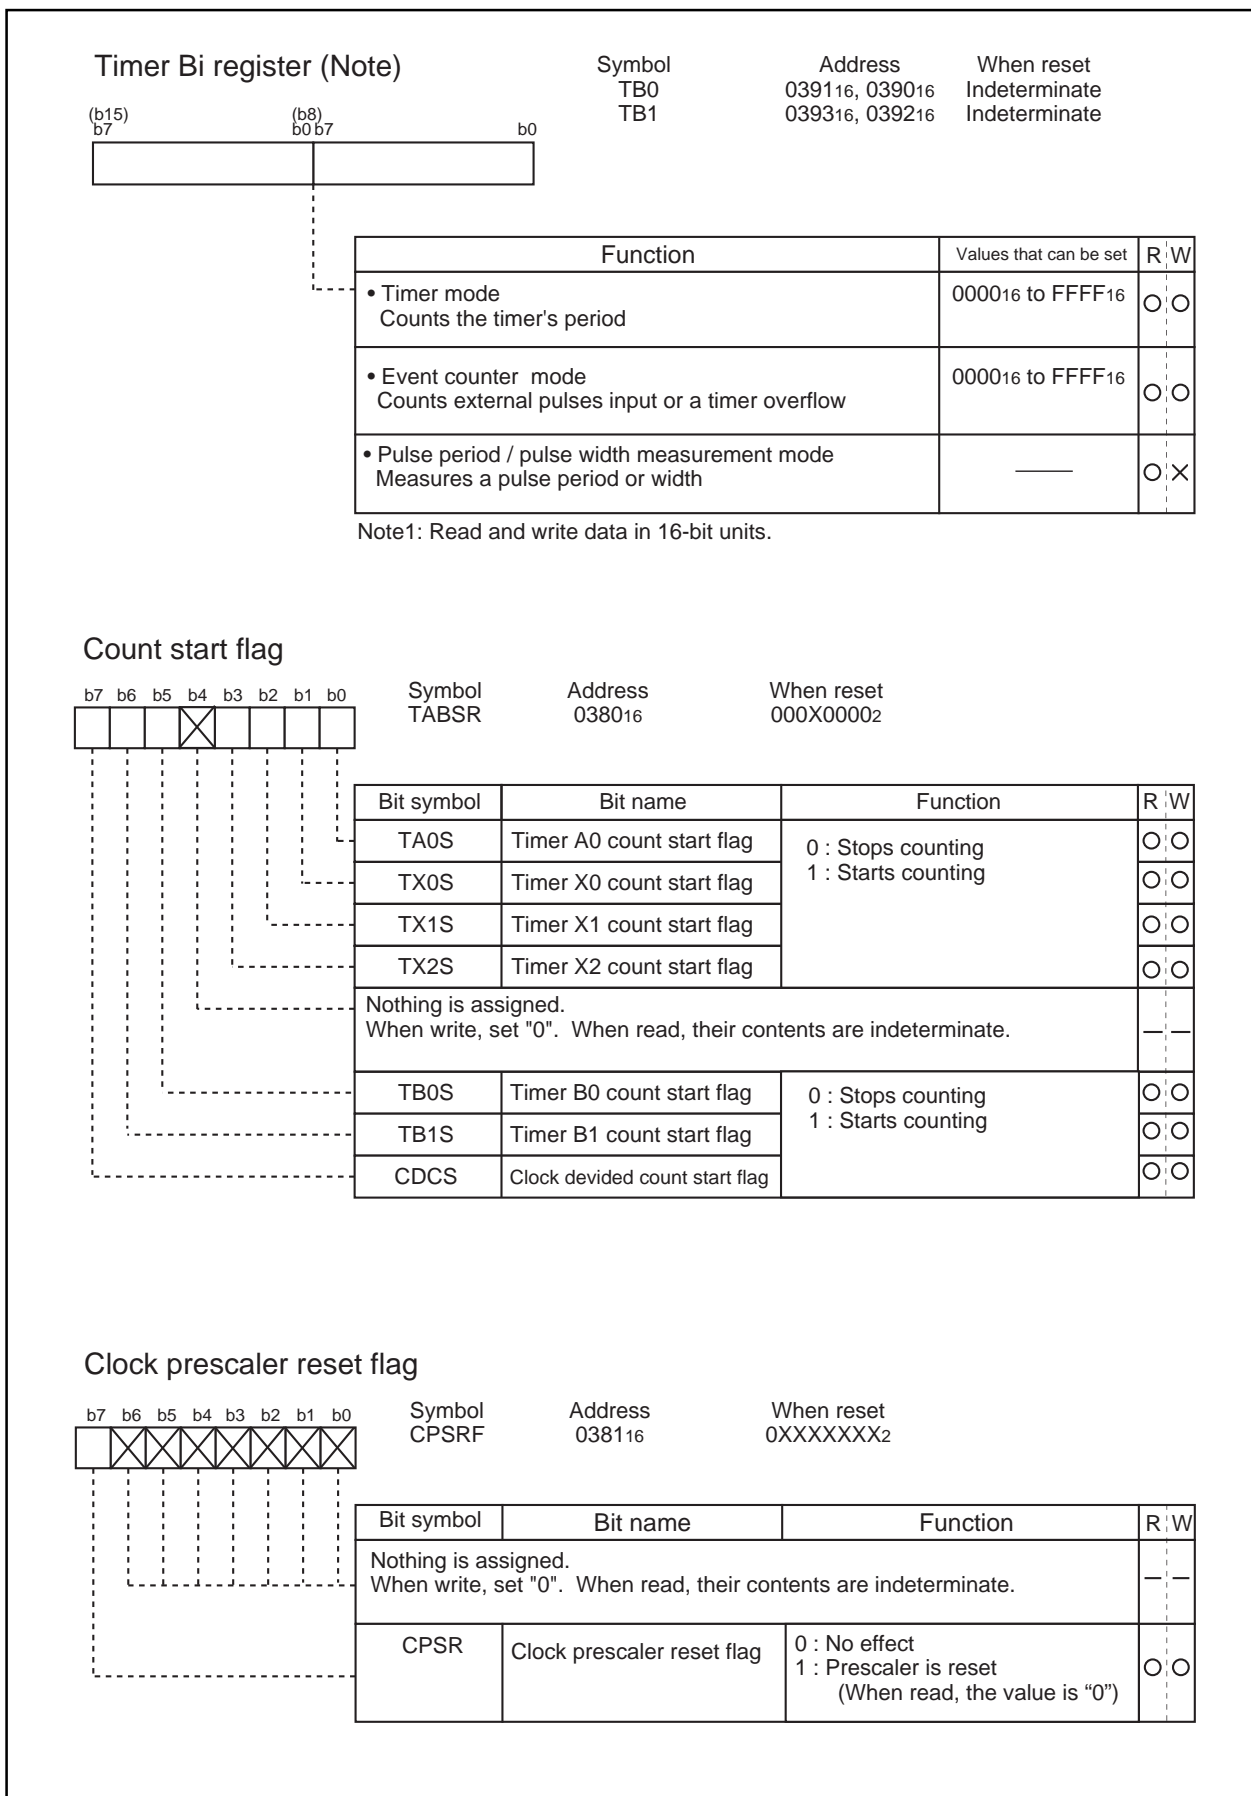 Timer Bi register (Note)
Symbol Address When reset
TB0 039116, 039016 Indeterminate
TB1 039316, 039216 Indeterminate
(b15) (b8)
b7 b0 b7 b0
Function Values that can be set R W
• Timer mode 000016 to FFFF16
Counts the timer's period
• Event counter mode 000016 to FFFF16
Counts external pulses input or a timer overflow
• Pulse period / pulse width measurement mode
Measures a pulse period or width
Note1: Read and write data in 16-bit units.
Count start flag
b7 b6 b5 b4 b3 b2 b1 b0
Symbol Address When reset
TABSR 038016 000X00002
Bit symbol Bit name Function R W
TA0S Timer A0 count start flag 0 : Stops counting
1 : Starts counting
TX0S Timer X0 count start flag
TX1S Timer X1 count start flag
TX2S Timer X2 count start flag
Nothing is assigned.
When write, set "0". When read, their contents are indeterminate.
TB0S Timer B0 count start flag 0 : Stops counting
1 : Starts counting
TB1S Timer B1 count start flag
CDCS Clock devided count start flag
Clock prescaler reset flag
b7 b6 b5 b4 b3 b2 b1 b0
Symbol Address When reset
CPSRF 038116 0XXXXXXX2
Bit symbol Bit name Function R W
Nothing is assigned.
When write, set "0". When read, their contents are indeterminate.
CPSR Clock prescaler reset flag 0 : No effect
1 : Prescaler is reset
(When read, the value is “0”)